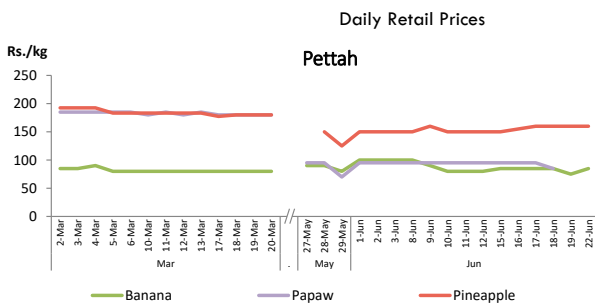 Daily Retail Prices
Rs./kg
Pettah
250
200
150
100
50
0
2-Mar
3-Mar
4-Mar
5-Mar
6-Mar
10-Mar
11-Mar
12-Mar
13-Mar
17-Mar
18-Mar
19-Mar
20-Mar
//
27-May
28-May
29-May
1-Jun
2-Jun
3-Jun
5-Jun
8-Jun
9-Jun
10-Jun
11-Jun
12-Jun
15-Jun
16-Jun
17-Jun
18-Jun
19-Jun
22-Jun
Mar . May Jun
Banana Papaw Pineapple